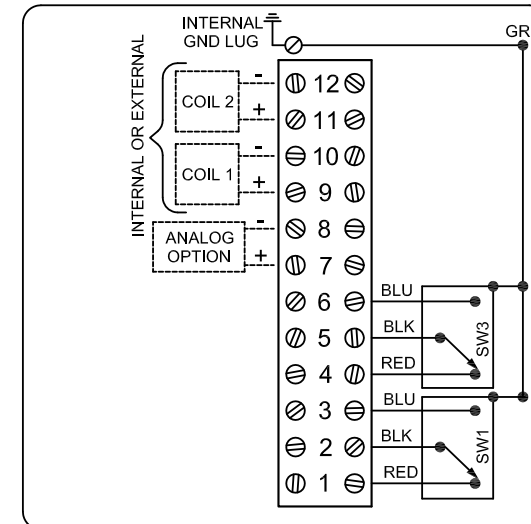 INTERNAL
GND LUG
GR
INTERNAL OR EXTERNAL
COIL 2
-
+
COIL 1
-
+
ANALOG
OPTION
-
+
12
11
10
9
8
7
6
5
4
3
2
1
BLU
BLK
RED
SW3
BLU
BLK
RED
SW1